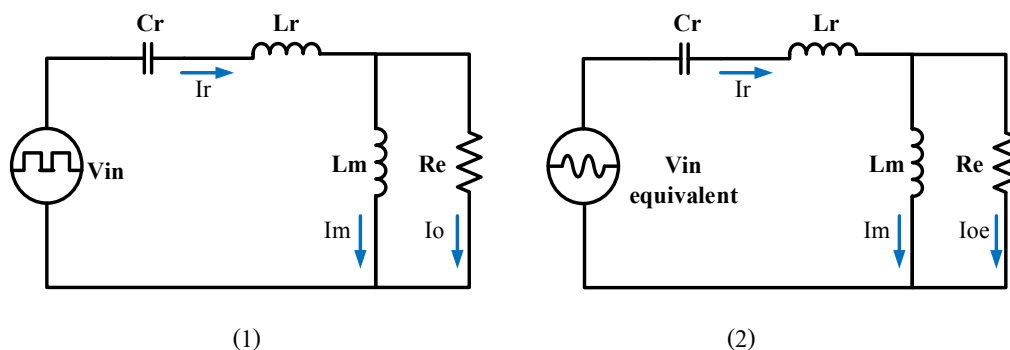 Cr
Lr
Ir
Vin
Lm
Re
Im
Io
(1)
Cr
Lr
Ir
Vin
equivalent
Lm
Re
Im
Ioe
(2)